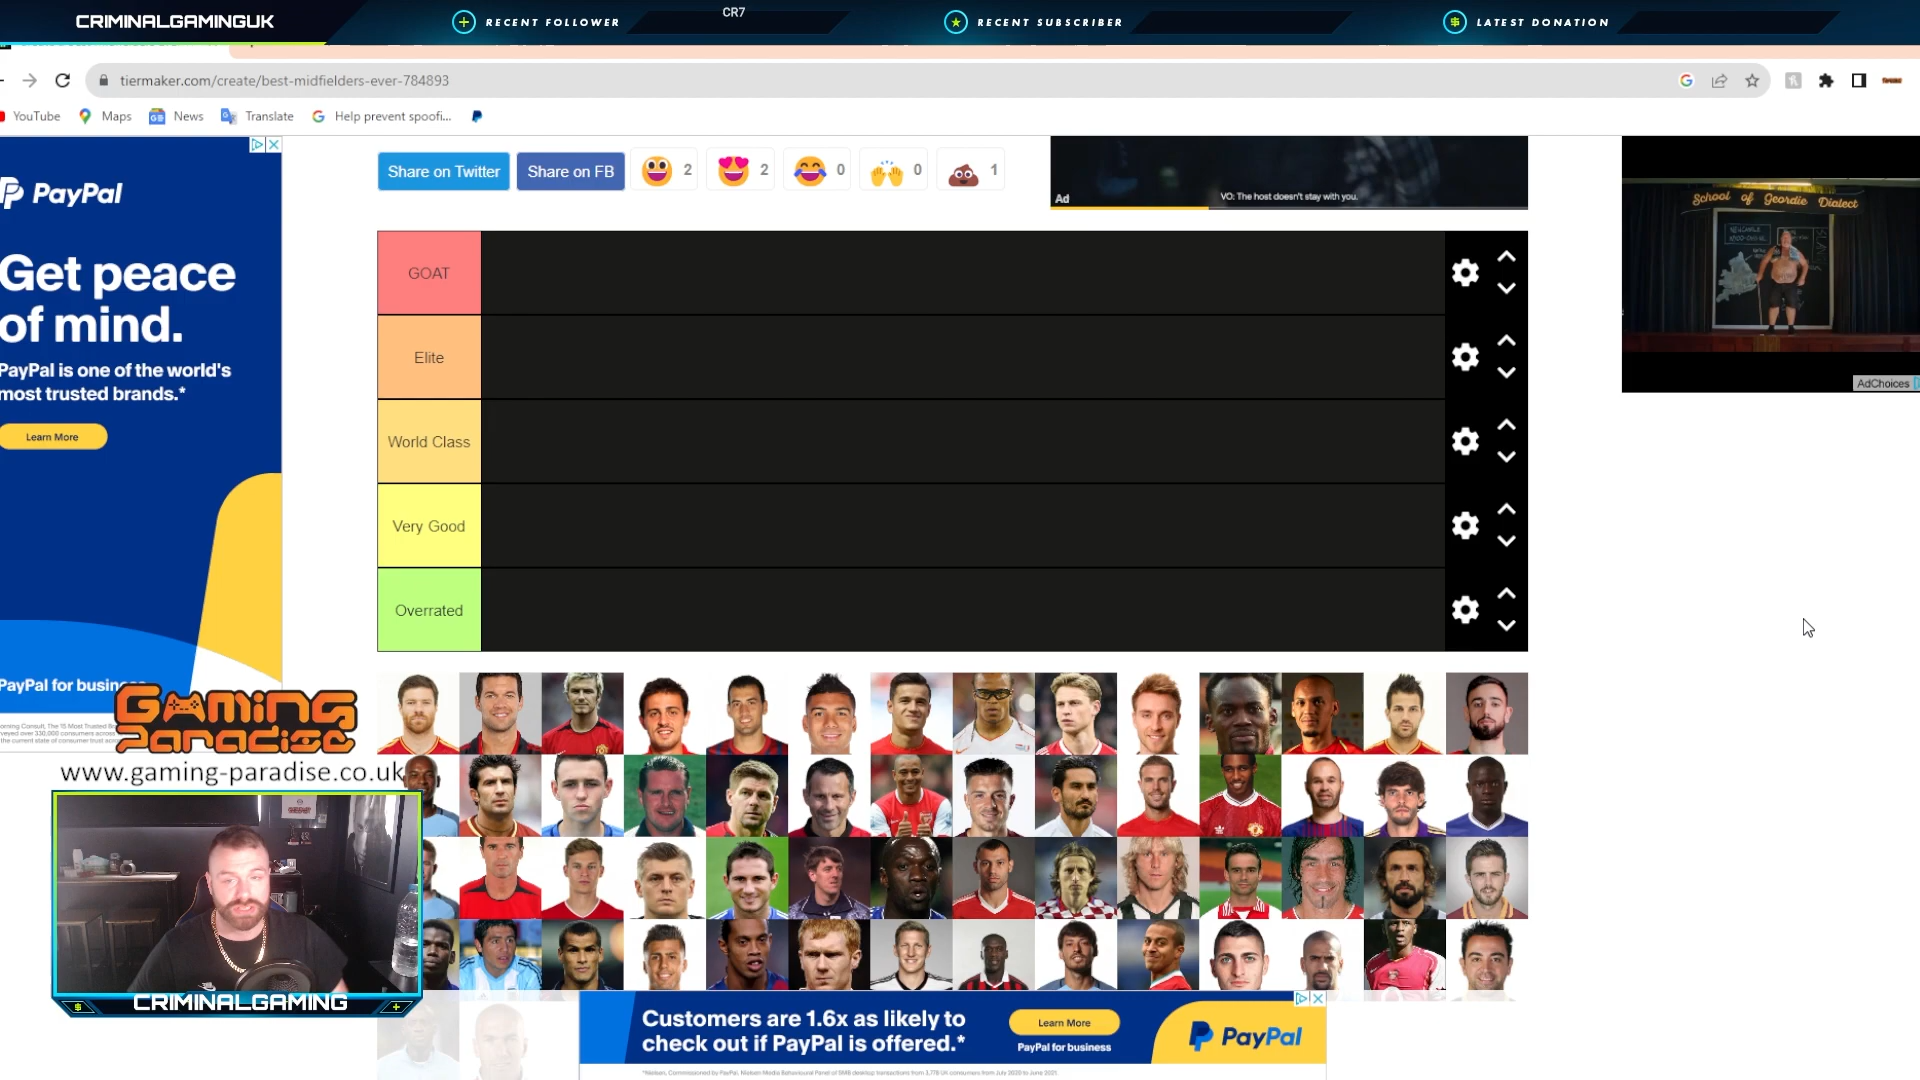 CRIMINALGAMINGUK
RECENT FOLLOWER
CR7
RECENT SUBSCRIBER
LATEST DONATION
tiermaker.com/create/best-midfielders-ever-784893
YouTube
Maps
News
Translate
Help prevent spoofi...
PayPal
Get peace
of mind.
PayPal is one of the world's
most trusted brands.*
Learn More
PayPal for business
Share on Twitter
Share on FB
2
2
0
0
1
Ad
VO: The host doesn't stay with you.
School of Geordie Dialect
AdChoices
GOAT
Elite
World Class
Very Good
Overrated
GAMING
Paradise
www.gaming-paradise.co.uk
CRIMINALGAMING
Customers are 1.6x as likely to
check out if PayPal is offered.*
Learn More
PayPal for business
PayPal